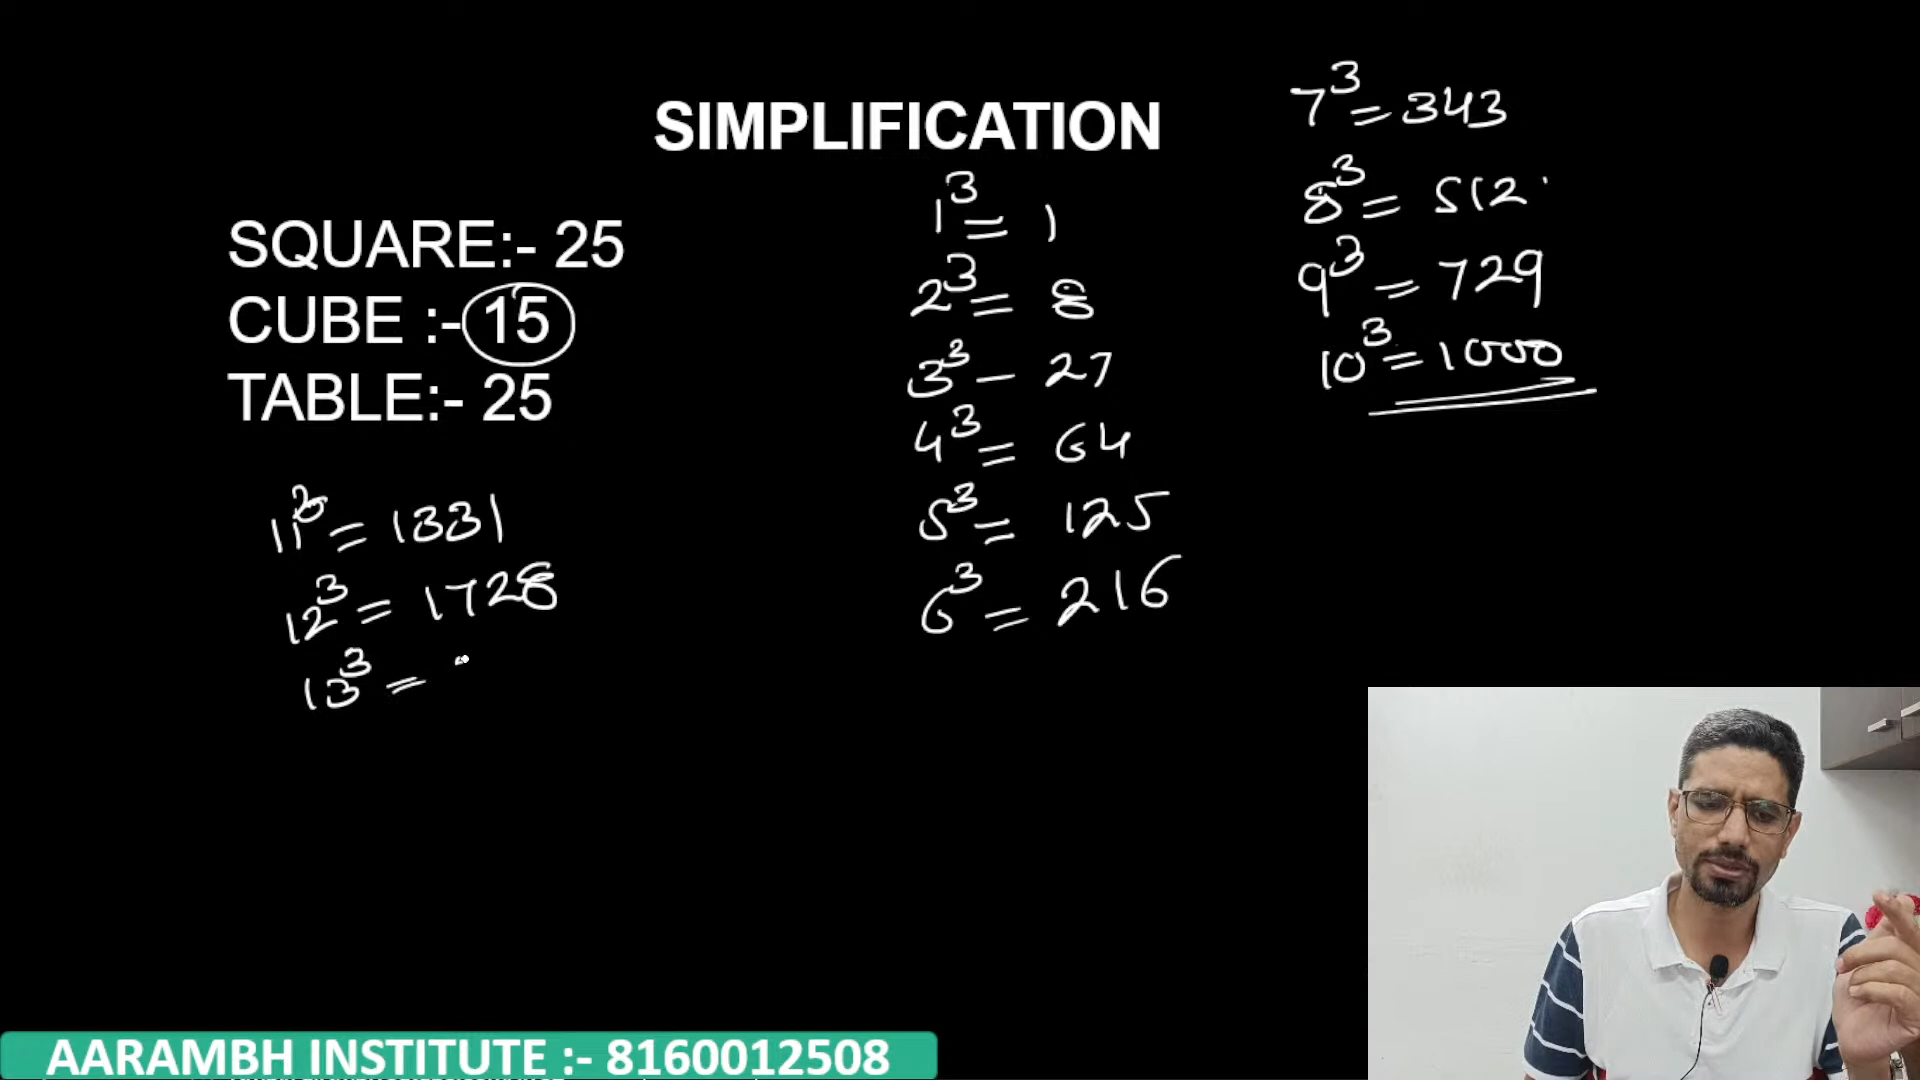 SIMPLIFICATION
SQUARE:- 25
CUBE :- 15
TABLE:- 25
1³ = 1
2³ = 8
3³ – 27
4³ = 64
5³ = 125
6³ = 216
7³ = 343
8³ = 512
9³ = 729
10³ = 1000
11³ = 1331
12³ = 1728
13³ =
AARAMBH INSTITUTE :- 8160012508